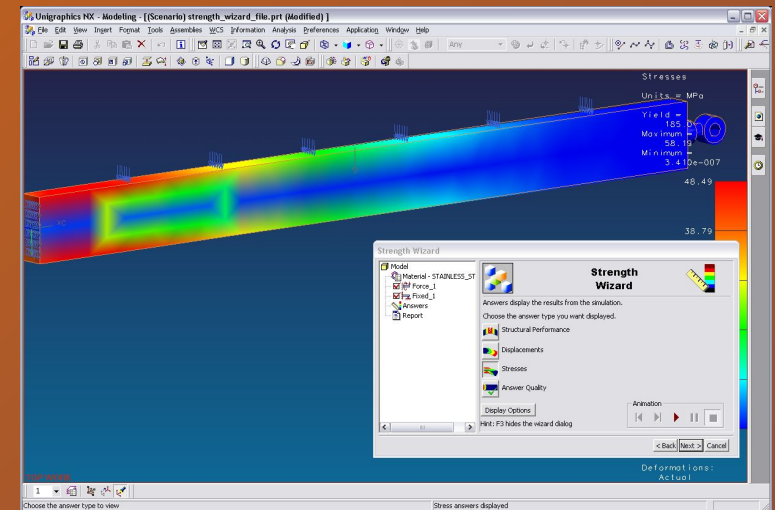 Unigraphics NX - Modeling - [(Scenario) strength_wizard_file.prt (Modified) ]
File Edit View Insert Format Tools Assemblies WCS Information Analysis Preferences Application Window Help
Any
Stresses
Units = MPa
Yield =
185.0
Maximum =
58.19
Minimum =
3.410e-007
48.49
38.79
Strength Wizard
Model
Material - STAINLESS_ST
Force_1
Fixed_1
Answers
Report
Strength
Wizard
Answers display the results from the simulation.
Choose the answer type you want displayed.
Structural Performance
Displacements
Stresses
Answer Quality
Display Options
Animation
Hint: F3 hides the wizard dialog
< Back Next > Cancel
Deformations:
Actual
1
Choose the answer type to view
Stress answers displayed